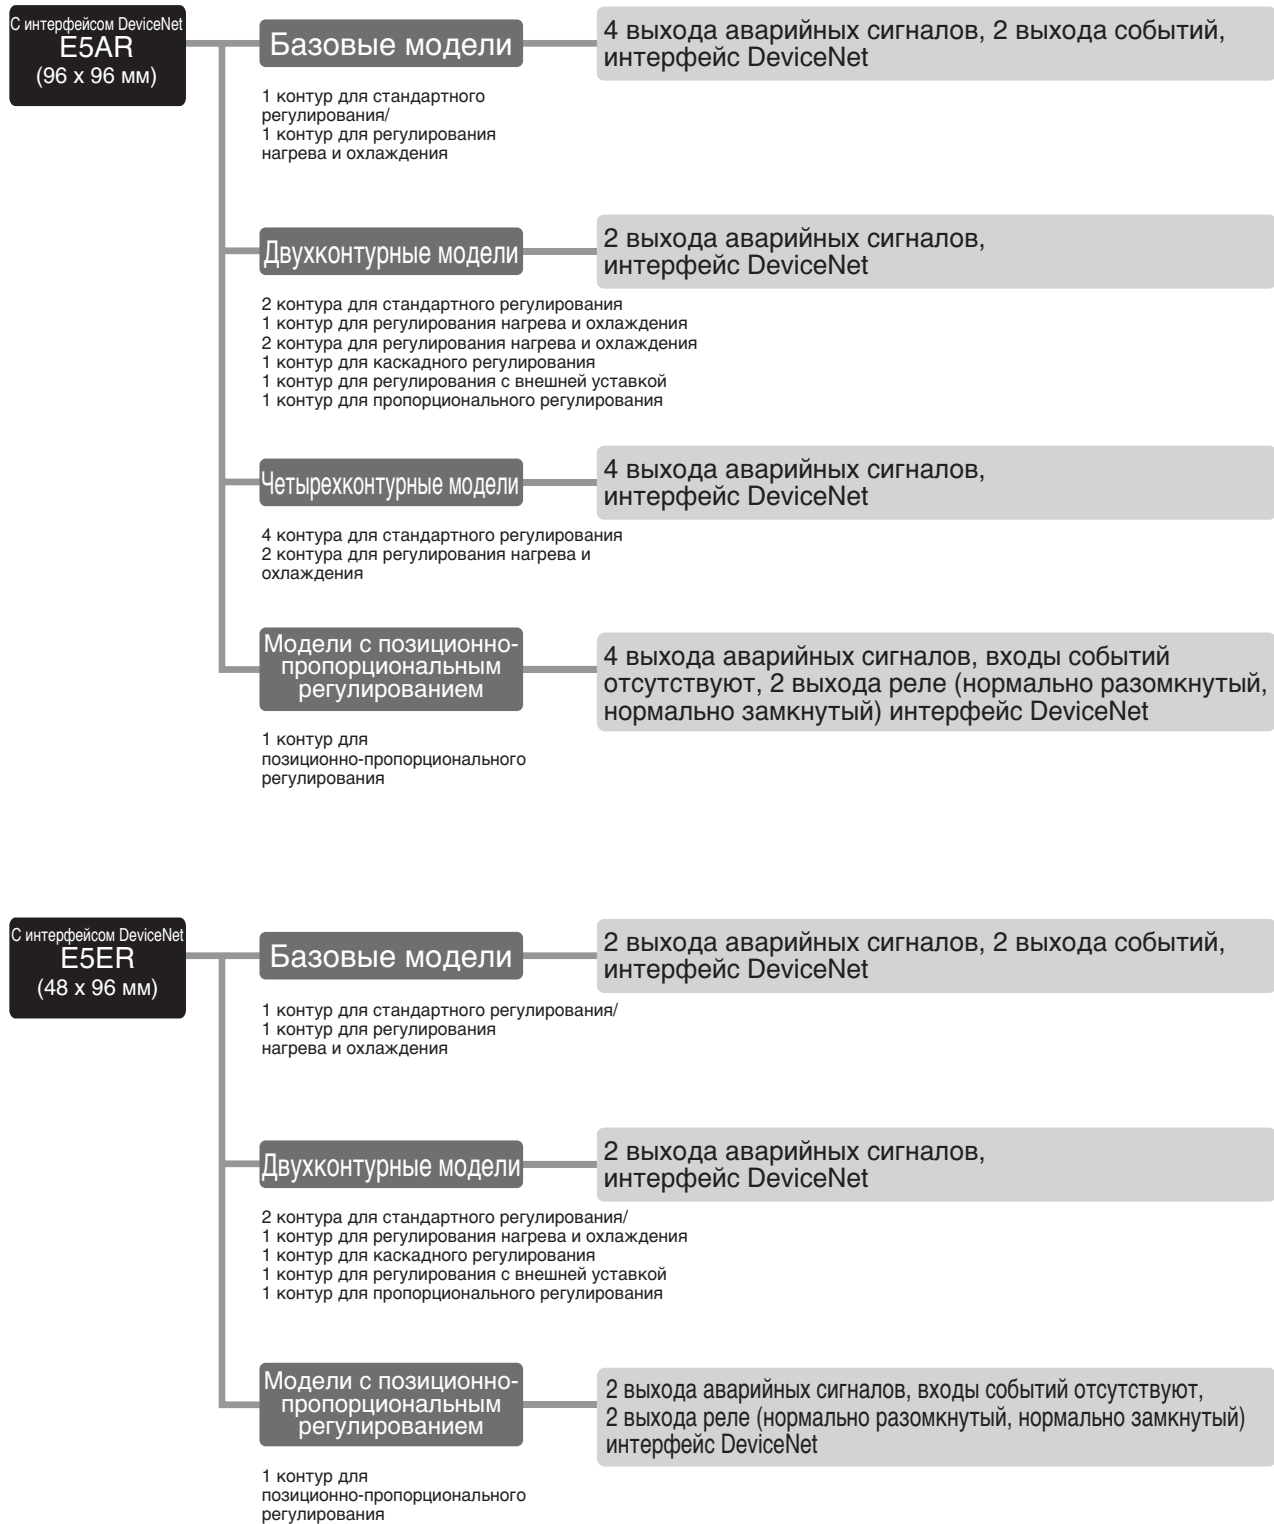 С интерфейсом DeviceNet
E5AR
(96 x 96 мм)
Базовые модели
4 выхода аварийных сигналов, 2 выхода событий,
интерфейс DeviceNet
1 контур для стандартного
регулирования/
1 контур для регулирования
нагрева и охлаждения
Двухконтурные модели
2 выхода аварийных сигналов,
интерфейс DeviceNet
2 контура для стандартного регулирования
1 контур для регулирования нагрева и охлаждения
2 контура для регулирования нагрева и охлаждения
1 контур для каскадного регулирования
1 контур для регулирования с внешней уставкой
1 контур для пропорционального регулирования
Четырехконтурные модели
4 выхода аварийных сигналов,
интерфейс DeviceNet
4 контура для стандартного регулирования
2 контура для регулирования нагрева и
охлаждения
Модели с позиционно-
пропорциональным
регулированием
4 выхода аварийных сигналов, входы событий
отсутствуют, 2 выхода реле (нормально разомкнутый,
нормально замкнутый) интерфейс DeviceNet
1 контур для
позиционно-пропорционального
регулирования
С интерфейсом DeviceNet
E5ER
(48 x 96 мм)
Базовые модели
2 выхода аварийных сигналов, 2 выхода событий,
интерфейс DeviceNet
1 контур для стандартного регулирования/
1 контур для регулирования
нагрева и охлаждения
Двухконтурные модели
2 выхода аварийных сигналов,
интерфейс DeviceNet
2 контура для стандартного регулирования/
1 контур для регулирования нагрева и охлаждения
1 контур для каскадного регулирования
1 контур для регулирования с внешней уставкой
1 контур для пропорционального регулирования
Модели с позиционно-
пропорциональным
регулированием
2 выхода аварийных сигналов, входы событий отсутствуют,
2 выхода реле (нормально разомкнутый, нормально замкнутый)
интерфейс DeviceNet
1 контур для
позиционно-пропорционального
регулирования